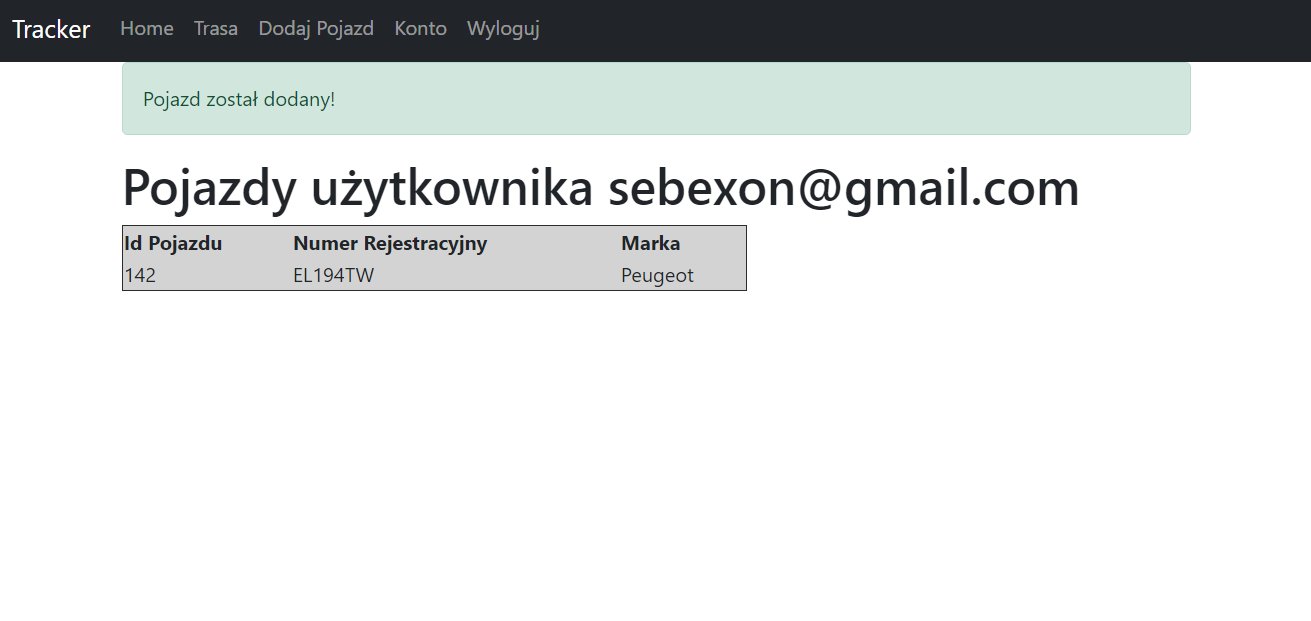 Tracker Home Trasa Dodaj Pojazd Konto Wyloguj
Pojazd został dodany!
Pojazdy użytkownika sebexon@gmail.com
Id Pojazdu Numer Rejestracyjny Marka
142 EL194TW Peugeot